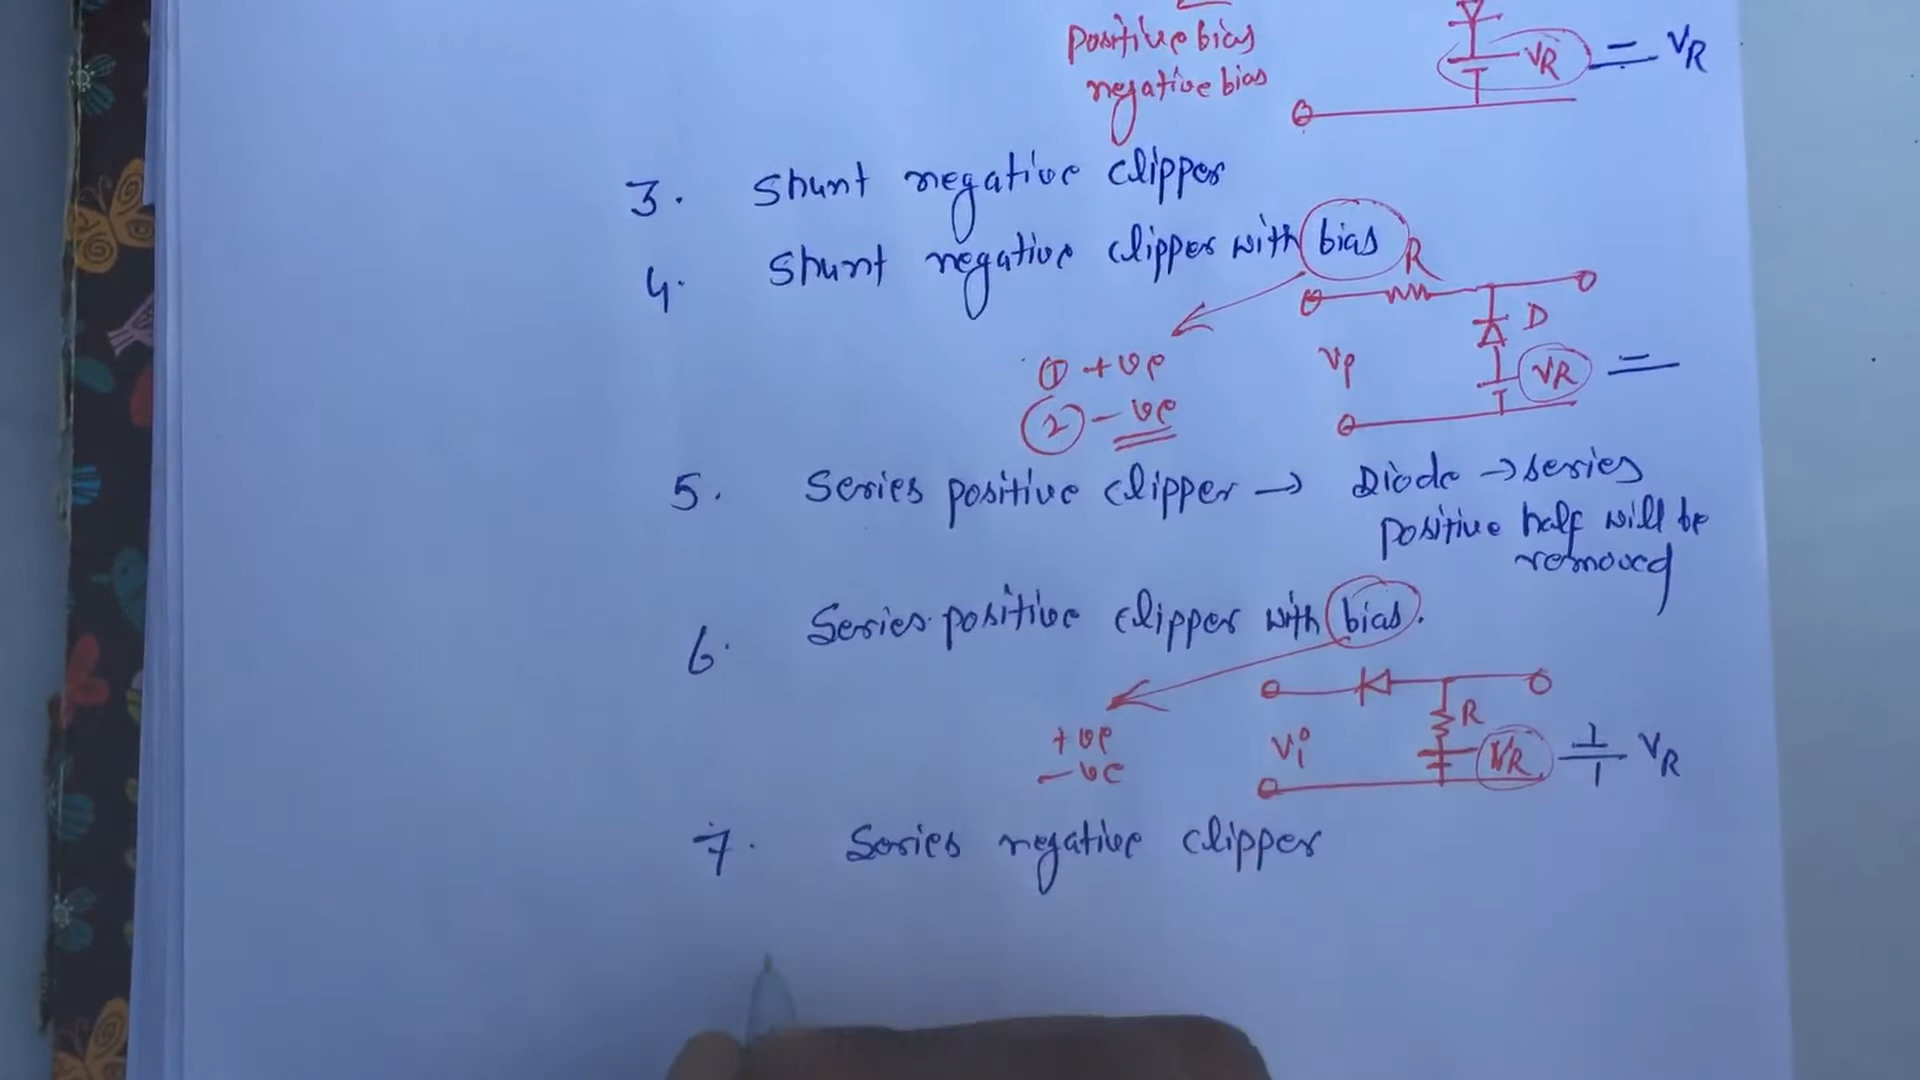 positive bias
negative bias
VR = VR
3. Shunt negative clipper
4. Shunt negative clipper with bias
R
D
① +ve
② -ve
Vi
VR =
5. Series positive clipper → Diode → series
positive half will be
removed
6. Series positive clipper with bias.
R
+ve
-ve
Vi
VR
VR
7. Series negative clipper